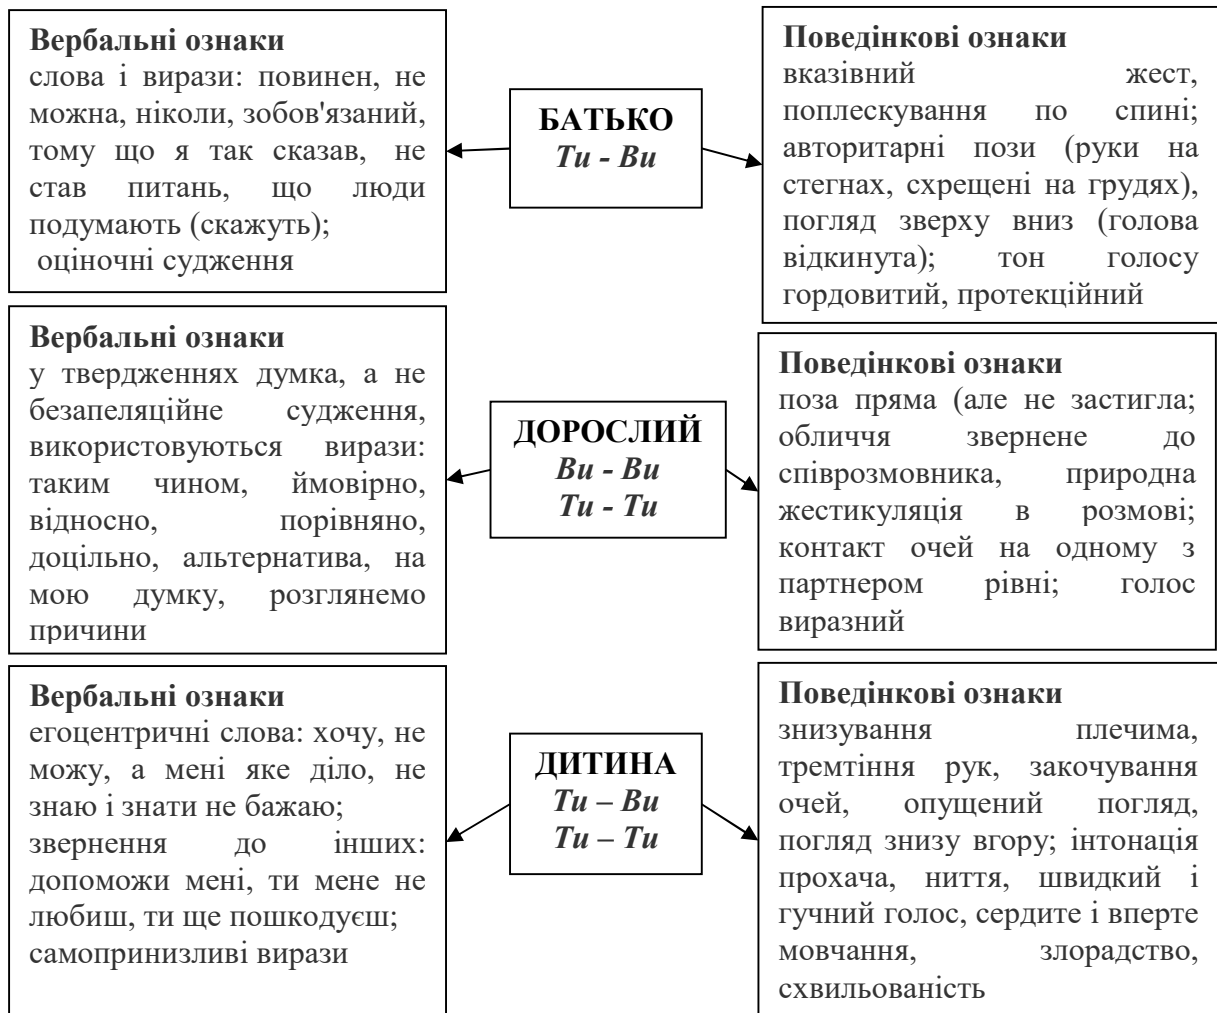 Вербальні ознаки
слова і вирази: повинен, не
можна, ніколи, зобов'язаний,
тому що я так сказав, не
став питань, що люди
подумають (скажуть);
оціночні судження
БАТЬКО
Ти - Ви
Поведінкові ознаки
вказівний жест,
поплескування по спині;
авторитарні пози (руки на
стегнах, схрещені на грудях),
погляд зверху вниз (голова
відкинута); тон голосу
гордовитий, протекційний
Вербальні ознаки
у твердженнях думка, а не
безапеляційне судження,
використовуються вирази:
таким чином, ймовірно,
відносно, порівняно,
доцільно, альтернатива, на
мою думку, розглянемо
причини
ДОРОСЛИЙ
Ви - Ви
Ти - Ти
Поведінкові ознаки
поза пряма (але не застигла;
обличчя звернене до
співрозмовника, природна
жестикуляція в розмові;
контакт очей на одному з
партнером рівні; голос
виразний
Вербальні ознаки
егоцентричні слова: хочу, не
можу, а мені яке діло, не
знаю і знати не бажаю;
звернення до інших:
допоможи мені, ти мене не
любиш, ти ще пошкодуєш;
самопринизливі вирази
ДИТИНА
Ти – Ви
Ти – Ти
Поведінкові ознаки
знизування плечима,
тремтіння рук, закочування
очей, опущений погляд,
погляд знизу вгору; інтонація
прохача, ниття, швидкий і
гучний голос, сердите і вперте
мовчання, злорадство,
схвильованість